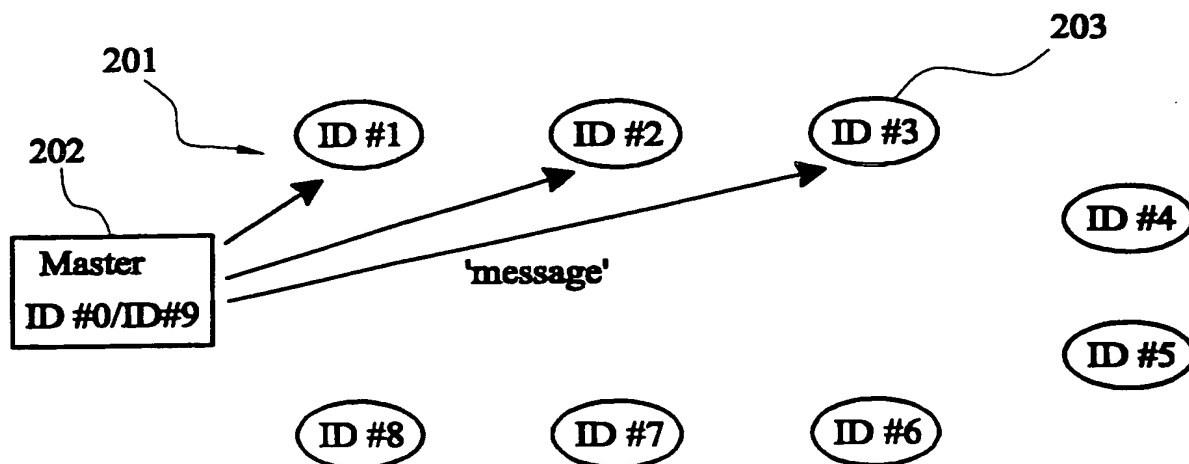 203
201
ID #1
ID #2
ID #3
202
ID #4
Master
ID #0/ID#9
'message'
ID #5
ID #8
ID #7
ID #6